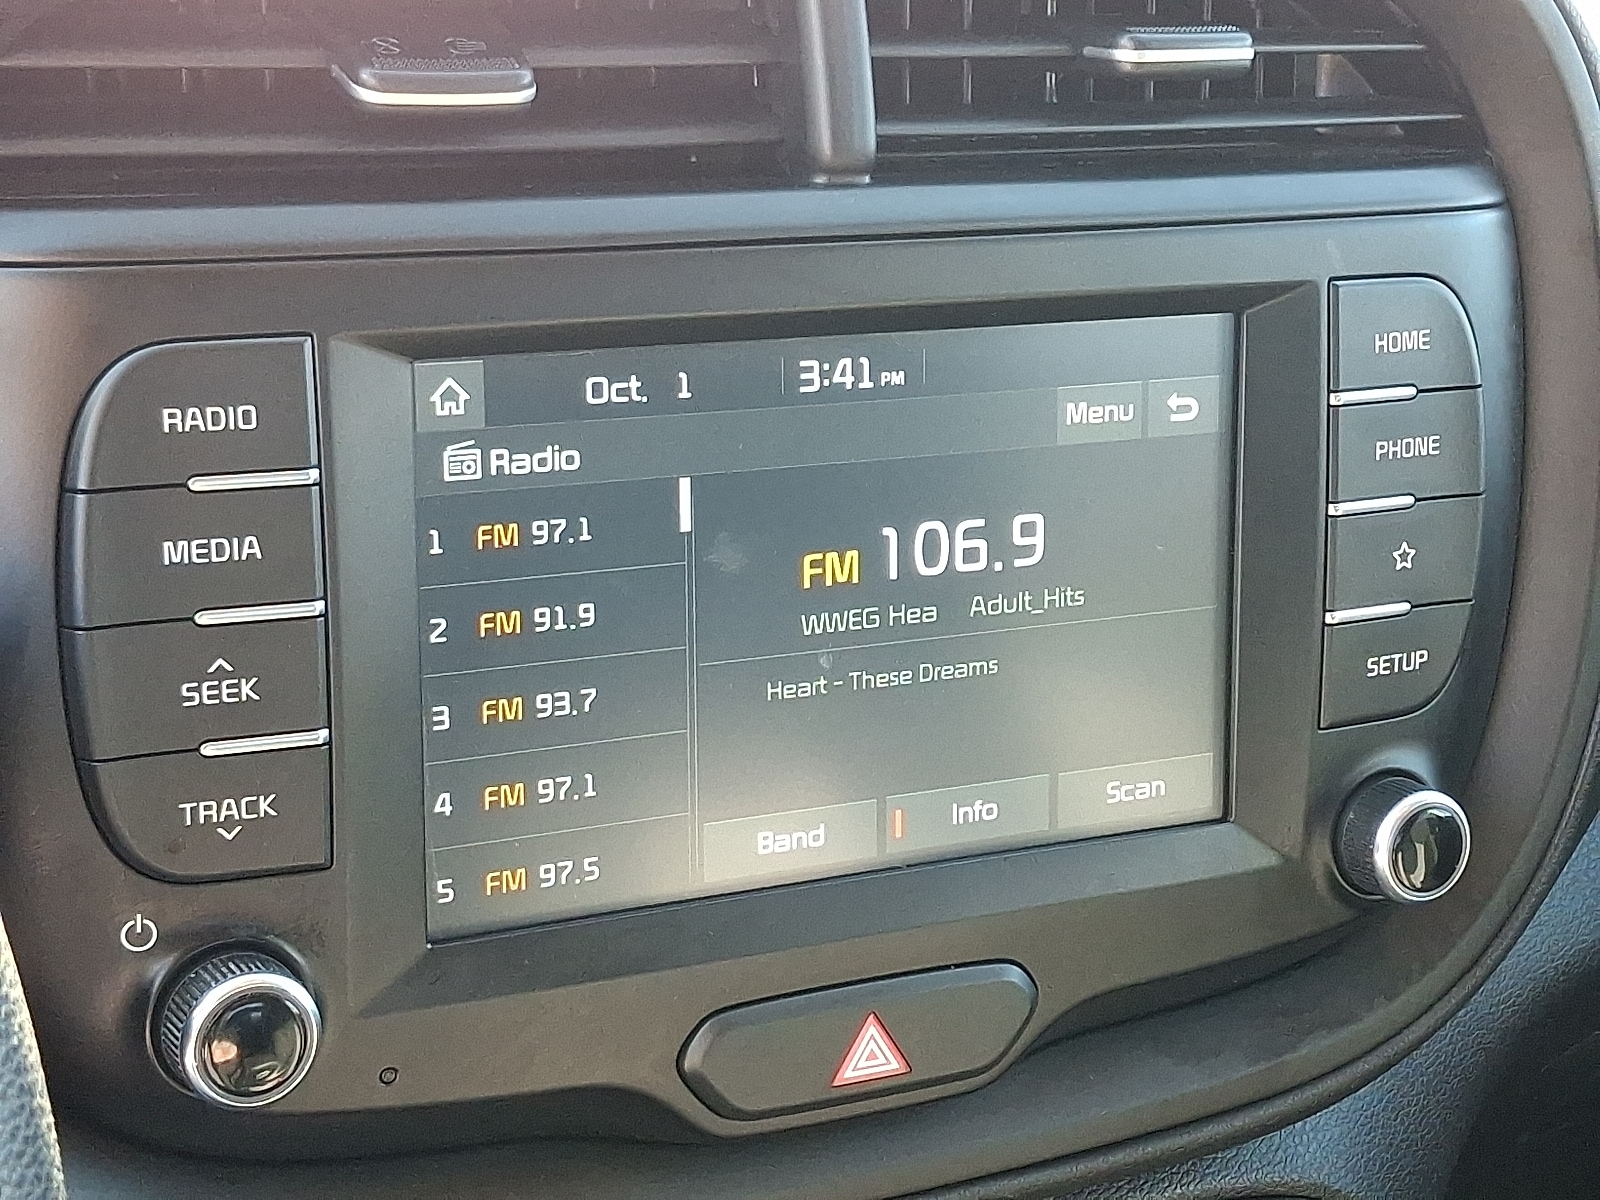 Oct. 1 3:41 PM
Menu
Radio
1 FM 97.1
2 FM 91.9
3 FM 93.7
4 FM 97.1
5 FM 97.5
FM 106.9
WWEG Hea Adult_Hits
Heart - These Dreams
Band Info Scan
RADIO
MEDIA
SEEK
TRACK
HOME
PHONE
SETUP